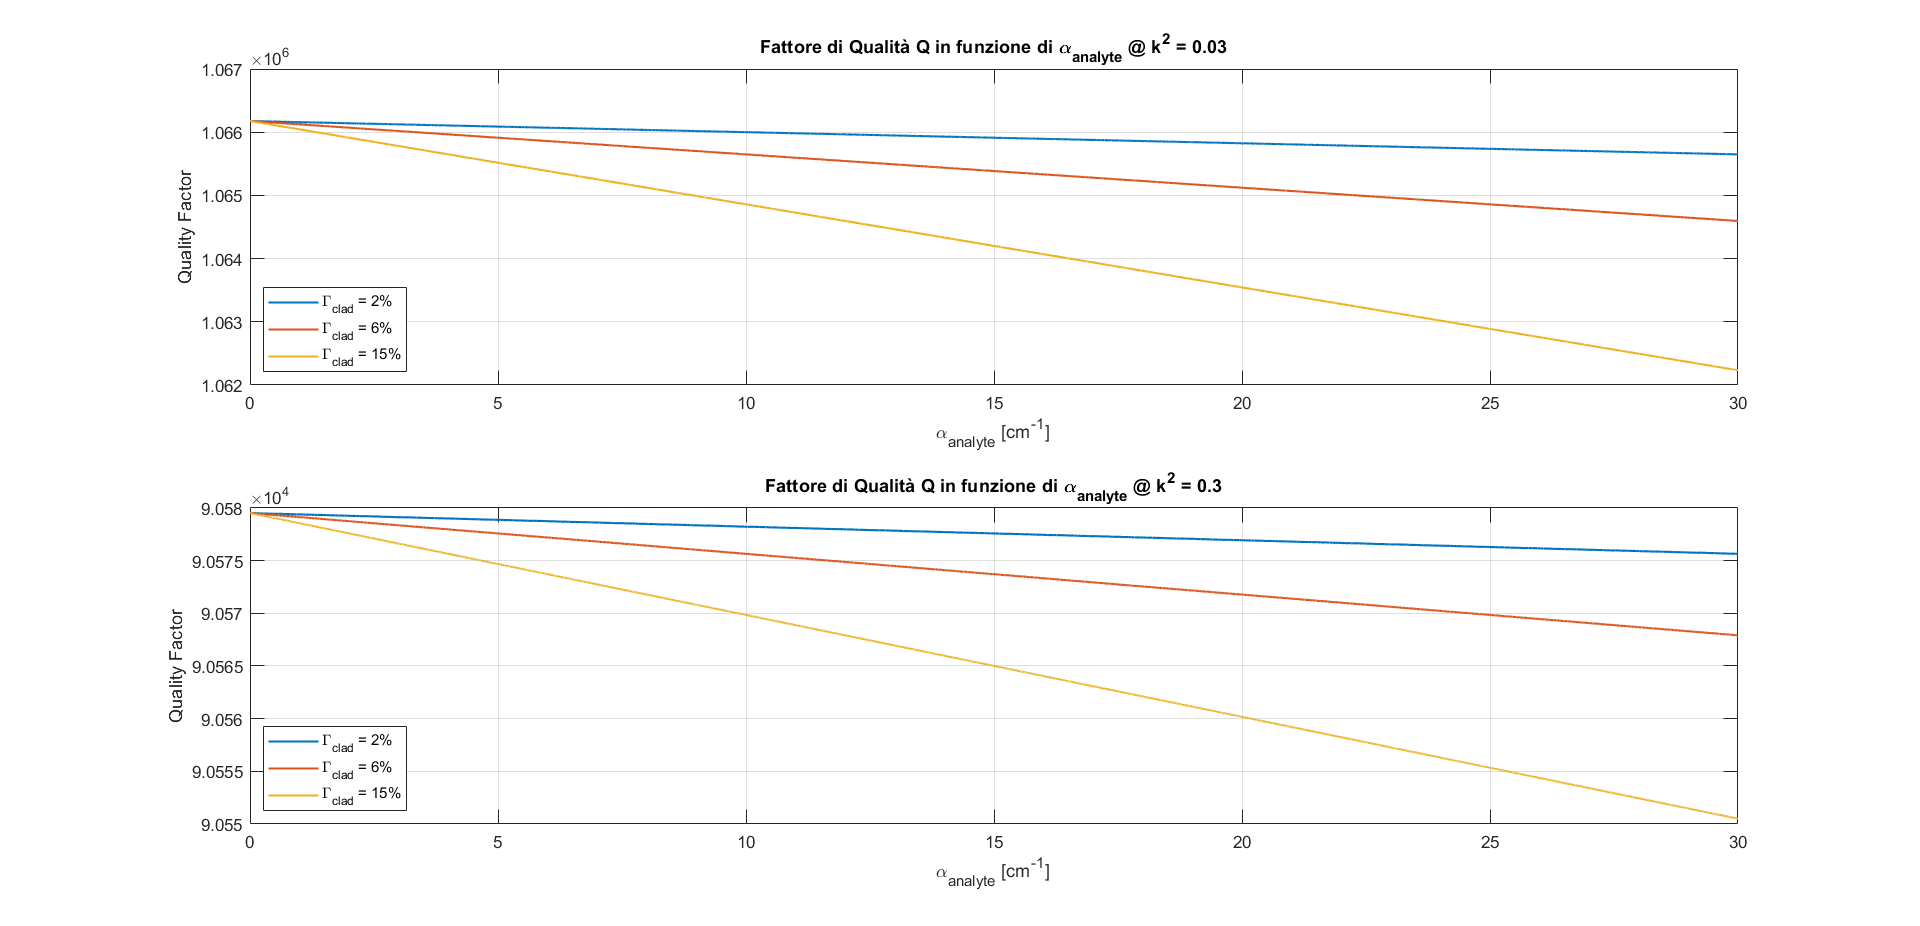 Fattore di Qualità Q in funzione di α_analyte @ k² = 0.03
×10⁶
1.067
1.066
1.065
1.064
1.063
1.062
Quality Factor
Γ_clad = 2%
Γ_clad = 6%
Γ_clad = 15%
0 5 10 15 20 25 30
α_analyte [cm⁻¹]
Fattore di Qualità Q in funzione di α_analyte @ k² = 0.3
×10⁴
9.058
9.0575
9.057
9.0565
9.056
9.0555
9.055
Quality Factor
Γ_clad = 2%
Γ_clad = 6%
Γ_clad = 15%
0 5 10 15 20 25 30
α_analyte [cm⁻¹]